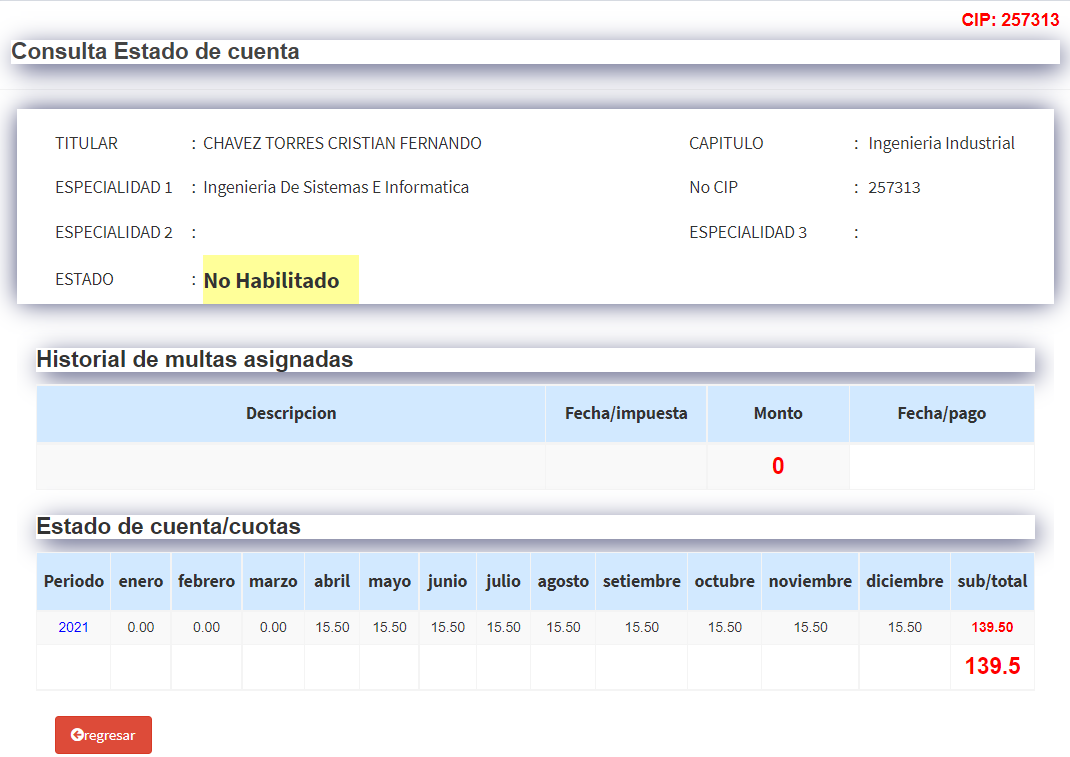 CIP: 257313
Consulta Estado de cuenta
TITULAR : CHAVEZ TORRES CRISTIAN FERNANDO CAPITULO : Ingenieria Industrial
ESPECIALIDAD 1 : Ingenieria De Sistemas E Informatica No CIP : 257313
ESPECIALIDAD 2 : ESPECIALIDAD 3 :
ESTADO : No Habilitado
Historial de multas asignadas
Descripcion Fecha/impuesta Monto Fecha/pago
0
Estado de cuenta/cuotas
Periodo enero febrero marzo abril mayo junio julio agosto setiembre octubre noviembre diciembre sub/total
2021 0.00 0.00 0.00 15.50 15.50 15.50 15.50 15.50 15.50 15.50 15.50 15.50 139.50
139.5
regresar